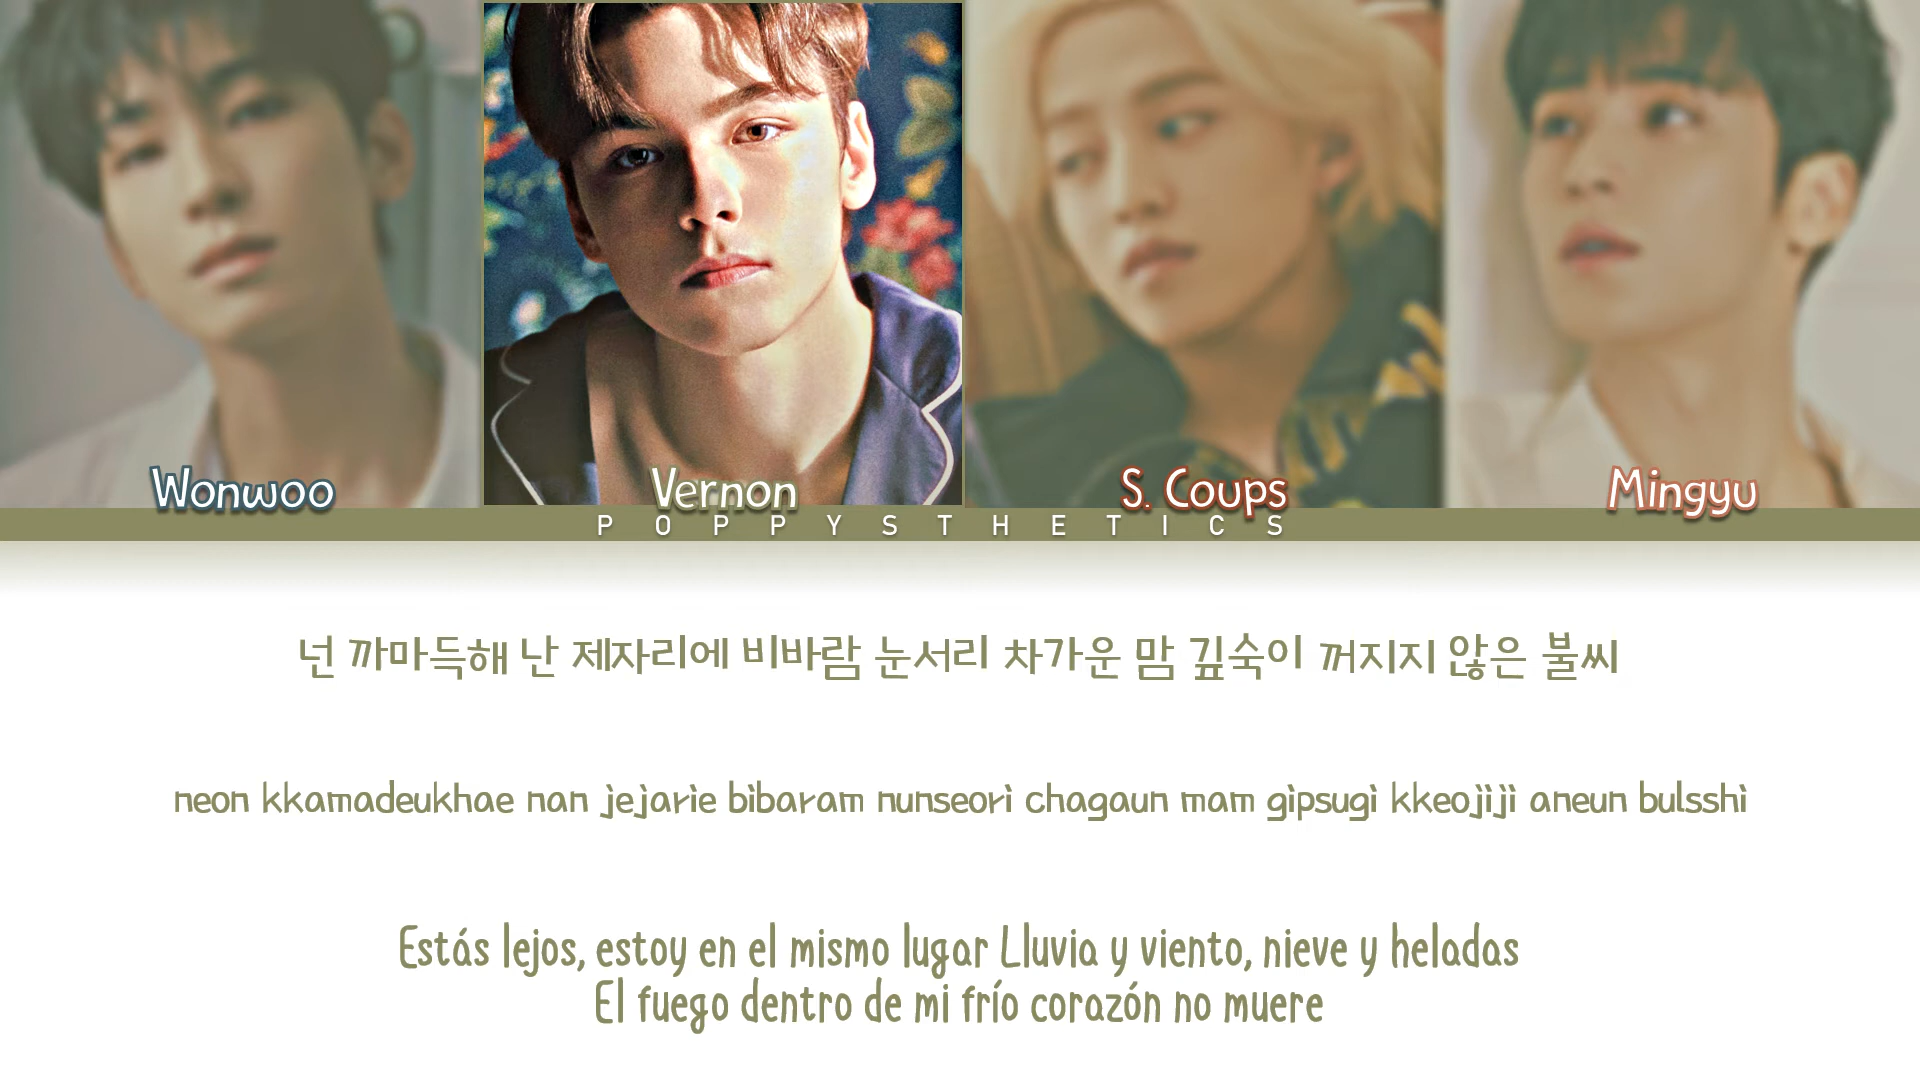 Wonwoo
Vernon
S. Coups
Mingyu
POPPYSTHETICS
넌 까마득해 난 제자리에 비바람 눈서리 차가운 맘 깊숙이 꺼지지 않은 불씨
neon kkamadeukhae nan jejarie bibaram nunseori chagaun mam gipsugi kkeojiji aneun bulsshi
Estás lejos, estoy en el mismo lugar Lluvia y viento, nieve y heladas
El fuego dentro de mi frío corazón no muere